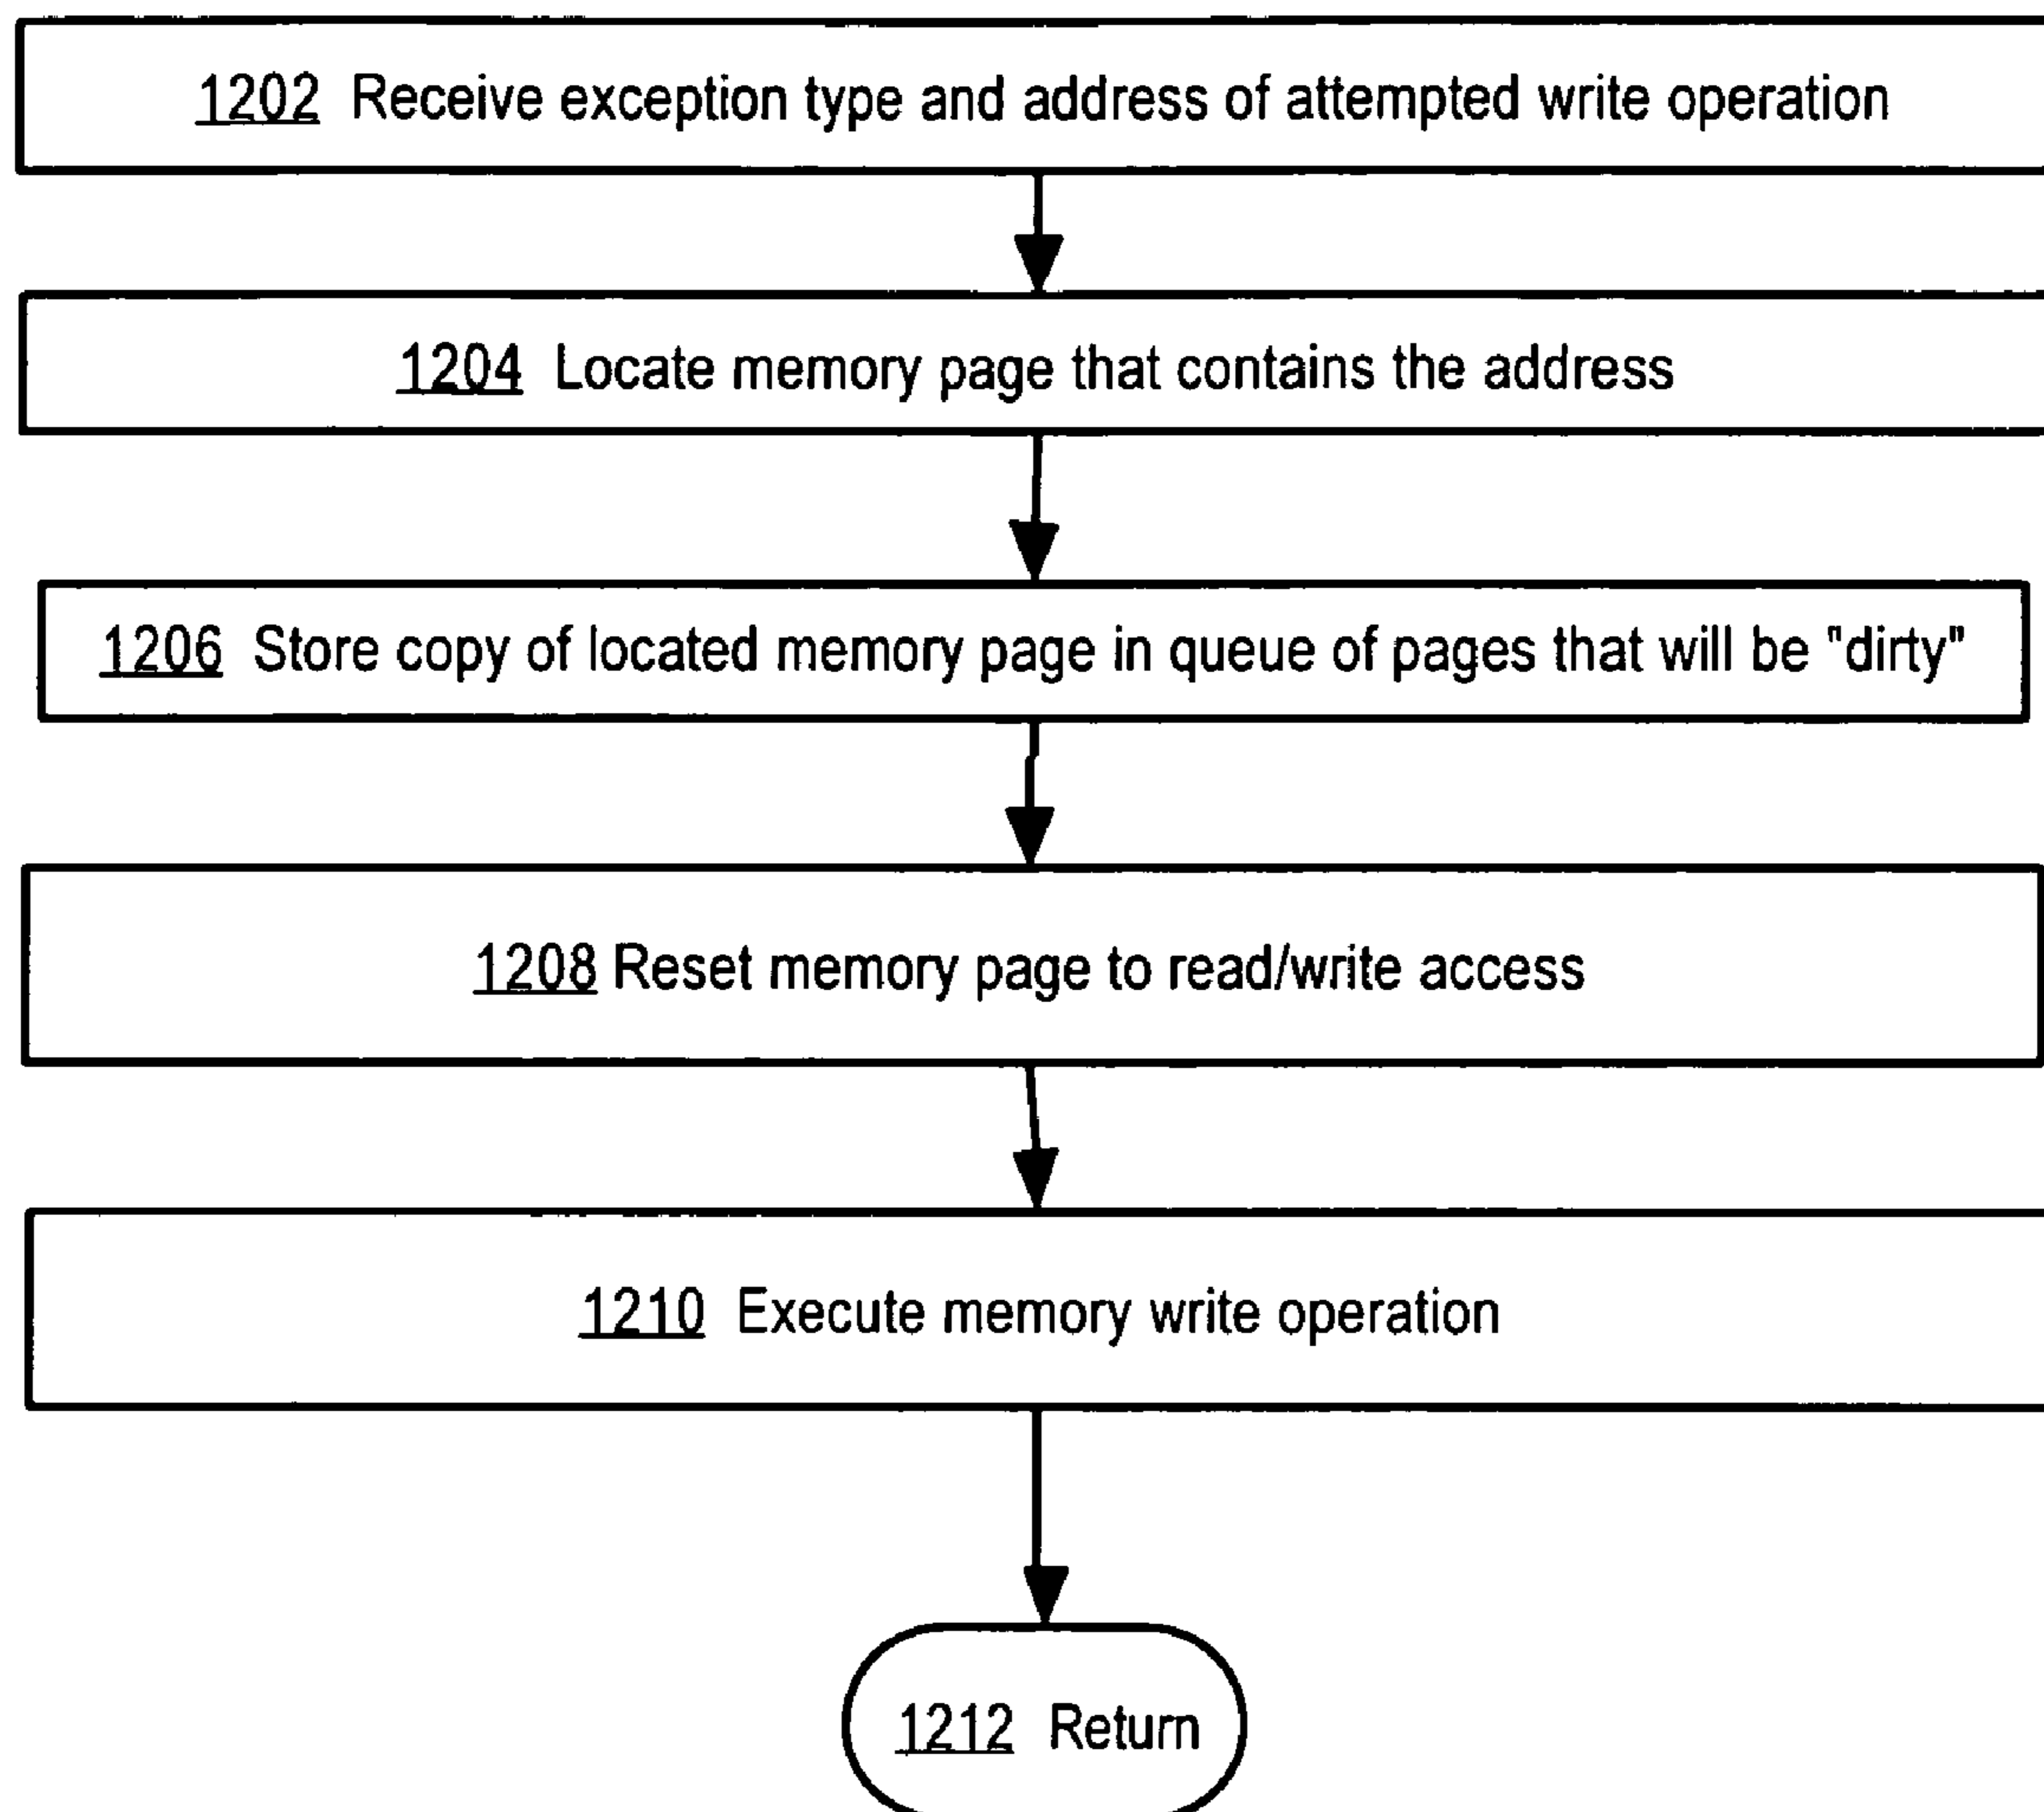 1202 Receive exception type and address of attempted write operation
1204 Locate memory page that contains the address
1206 Store copy of located memory page in queue of pages that will be "dirty"
1208 Reset memory page to read/write access
1210 Execute memory write operation
1212 Return